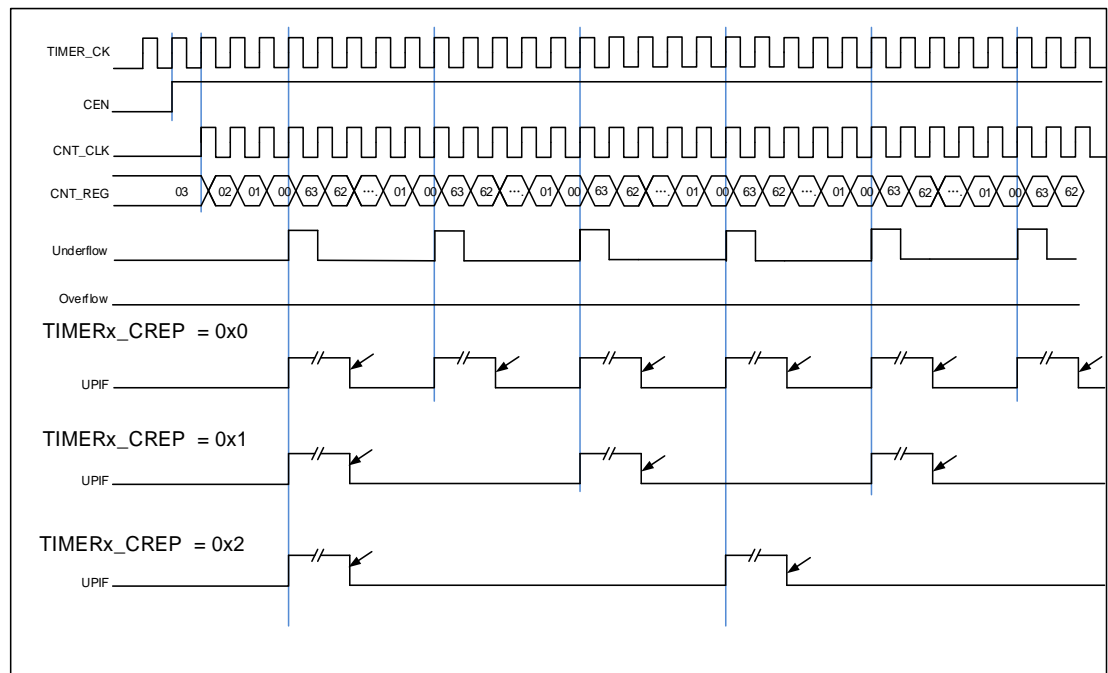 TIMER_CK
CEN
CNT_CLK
CNT_REG 03 02 01 00 63 62 .... 01 00 63 62 .... 01 00 63 62 .... 01 00 63 62 .... 01 00 63 62 .... 01 00 63 62
Underflow
Overflow
TIMERx_CREP = 0x0
UPIF
TIMERx_CREP = 0x1
UPIF
TIMERx_CREP = 0x2
UPIF